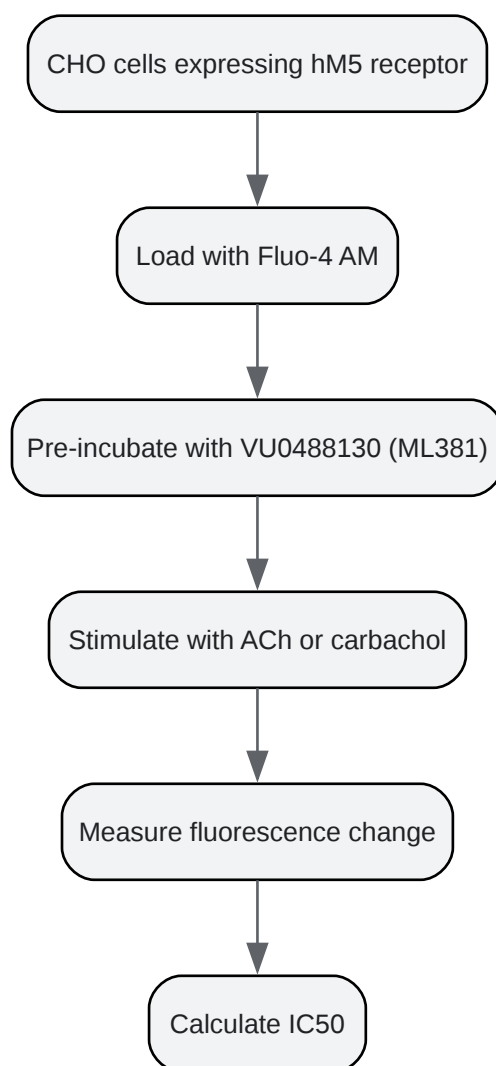 CHO cells expressing hM5 receptor
Load with Fluo-4 AM
Pre-incubate with VU0488130 (ML381)
Stimulate with ACh or carbachol
Measure fluorescence change
Calculate IC50